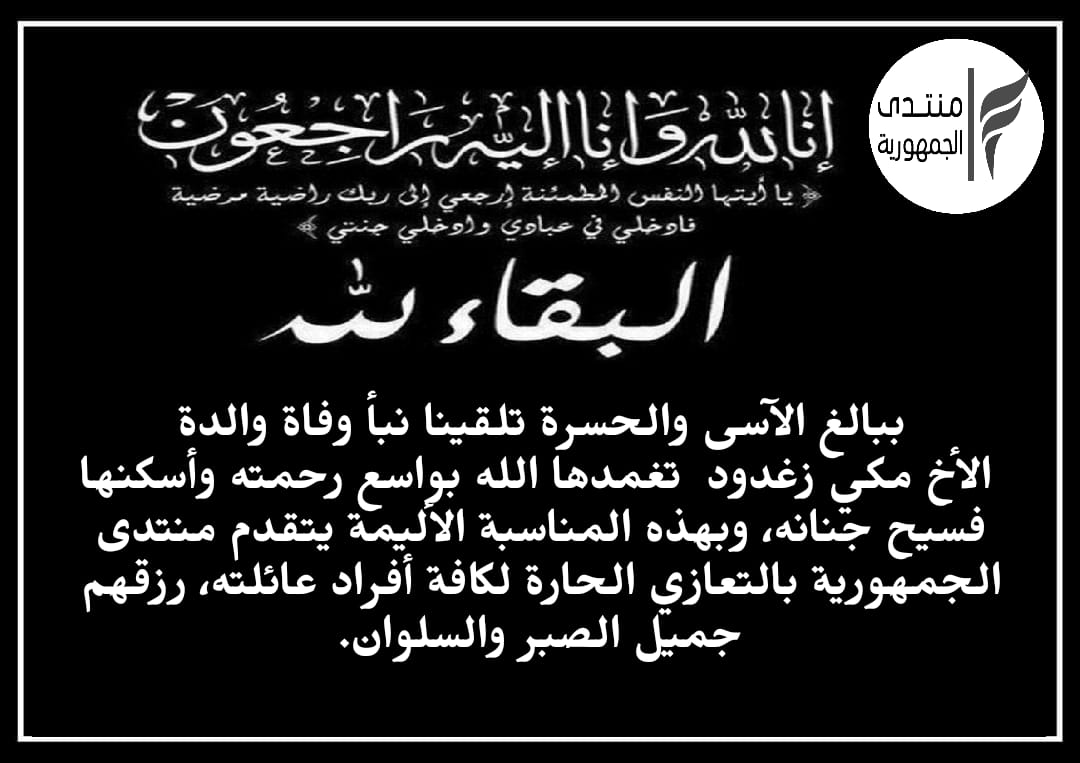 منتدى
الجمهورية
إنا لله وإنا إليه راجعون
﴿ يا أيتها النفس المطمئنة إرجعي إلى ربك راضية مرضية
فادخلي في عبادي وادخلي جنتي ﴾
البقاء لله
ببالغ الآسى والحسرة تلقينا نبأ وفاة والدة
الأخ مكي زغدود تغمدها الله بواسع رحمته وأسكنها
فسيح جنانه، وبهذه المناسبة الأليمة يتقدم منتدى
الجمهورية بالتعازي الحارة لكافة أفراد عائلته، رزقهم
جميل الصبر والسلوان.